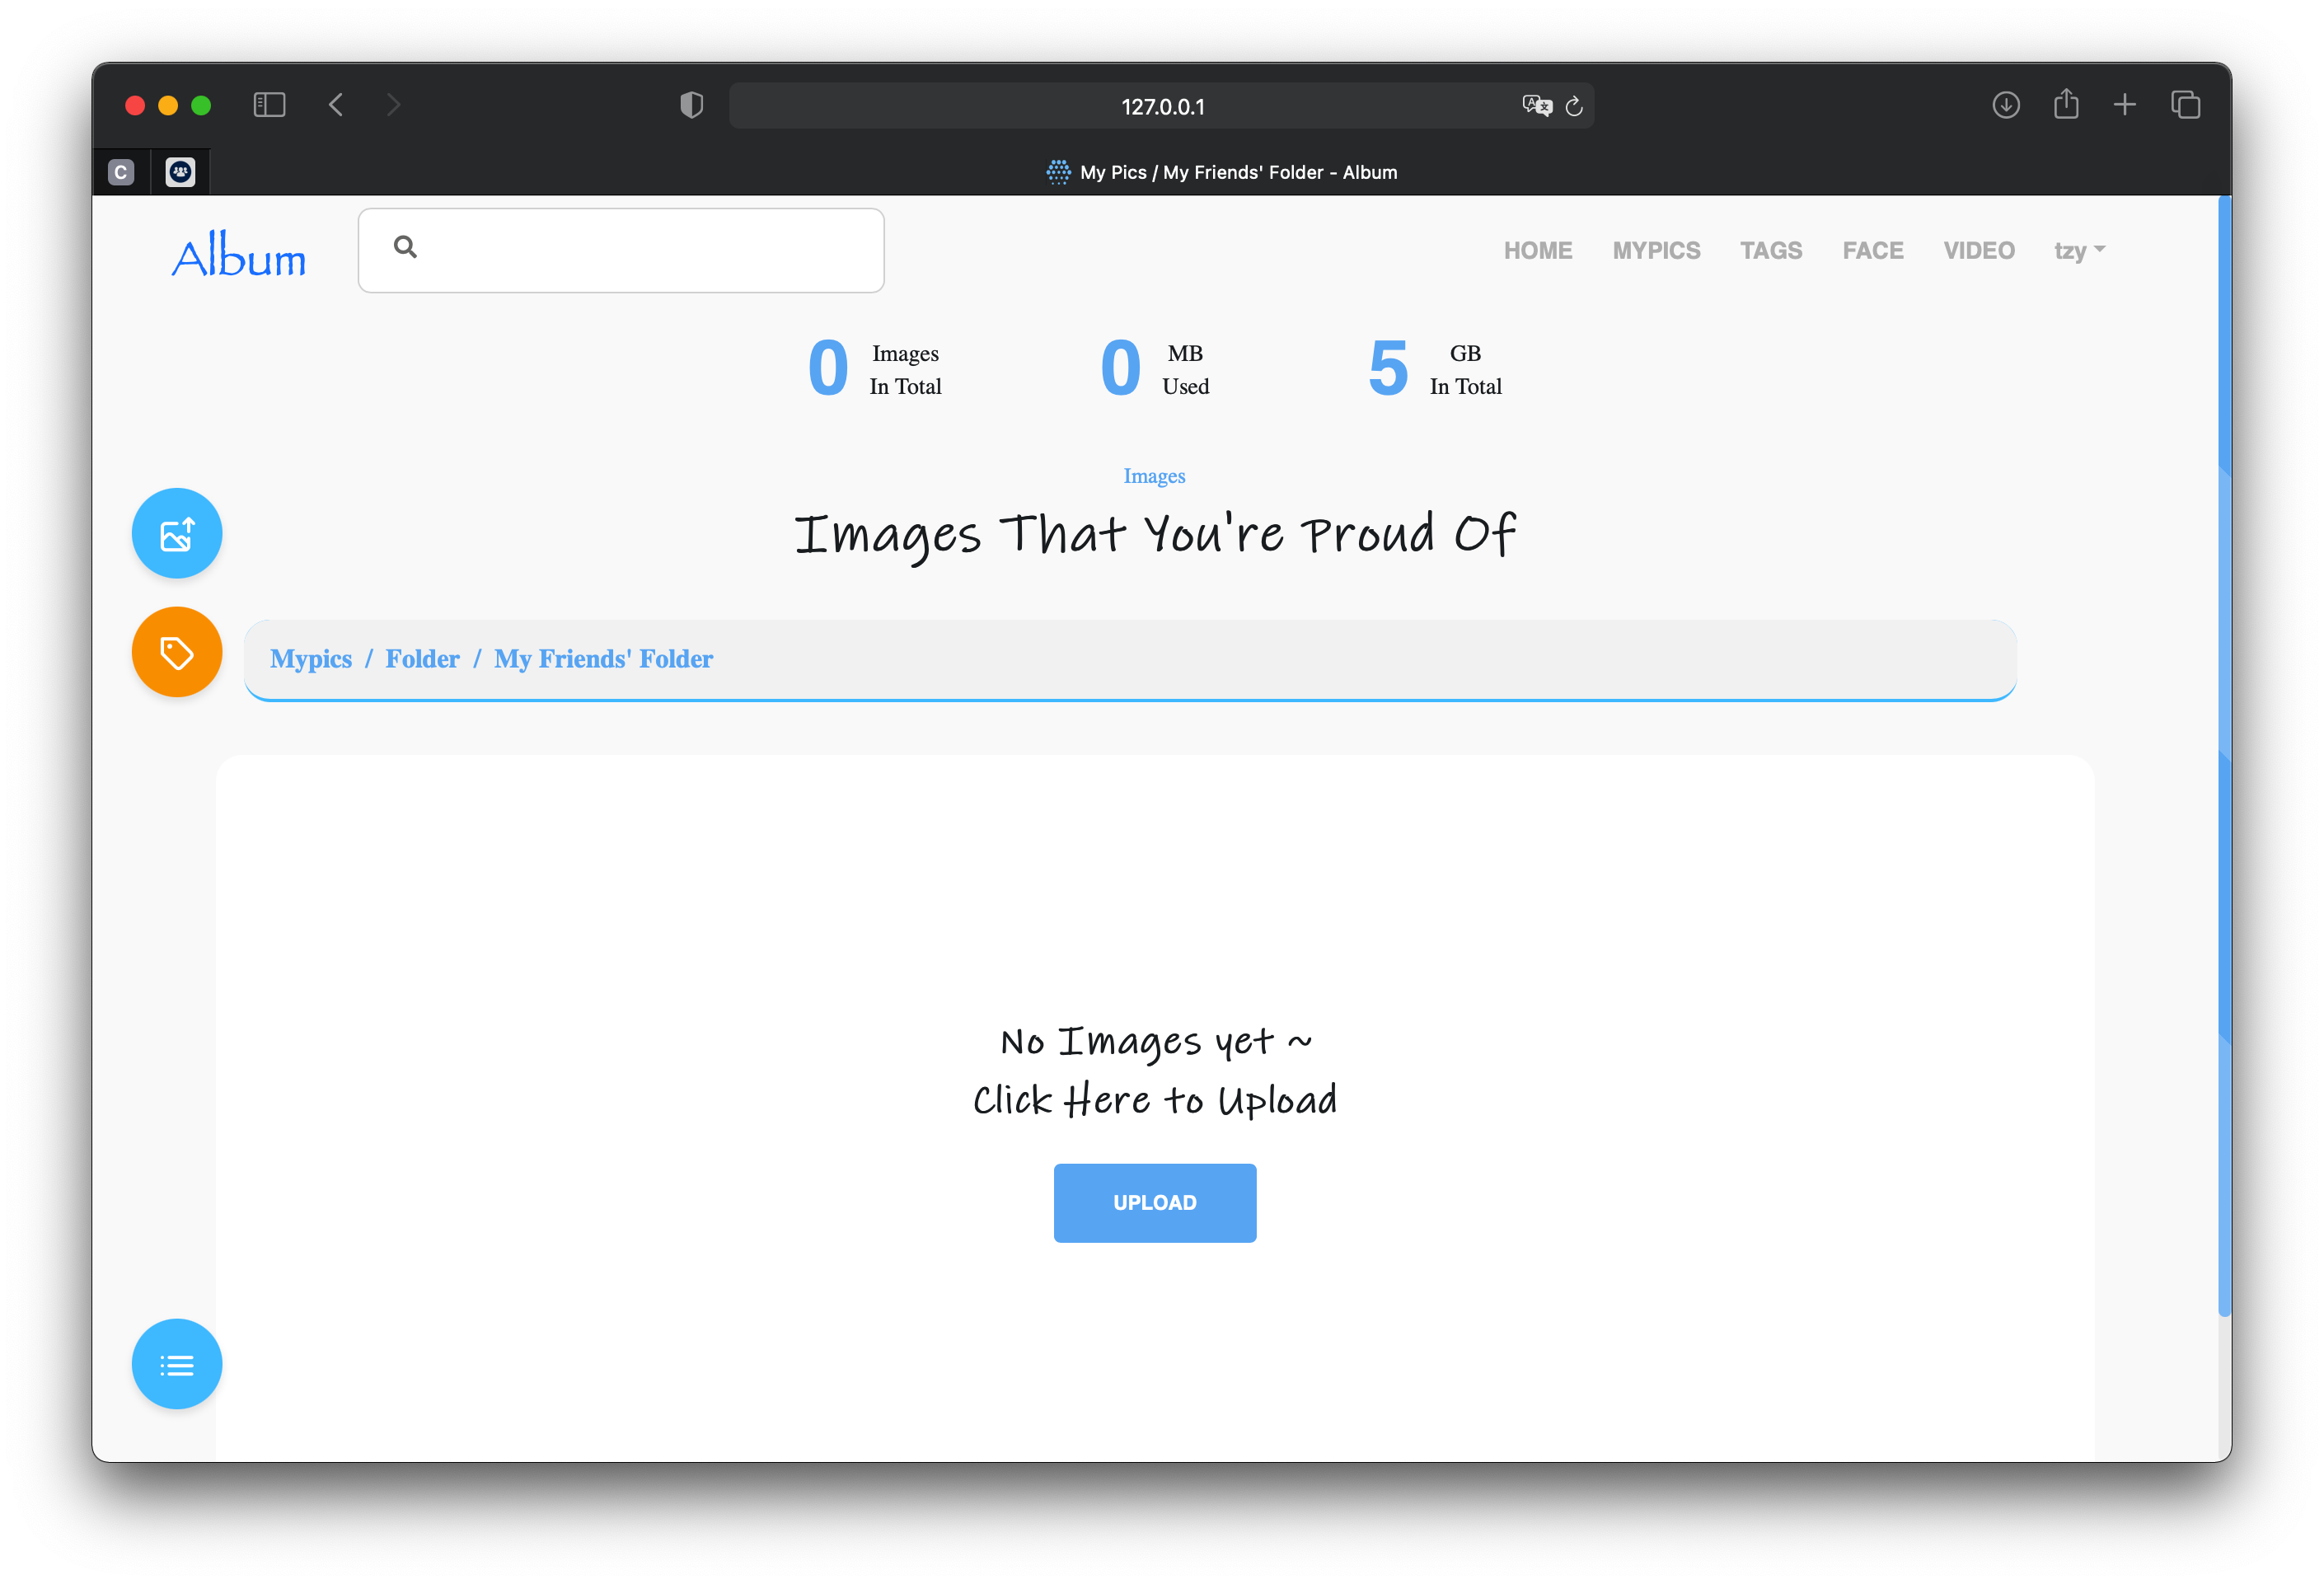 127.0.0.1
C
My Pics / My Friends' Folder - Album
Album
HOME MYPICS TAGS FACE VIDEO tzy
0 Images In Total
0 MB Used
5 GB In Total
Images
Images That You're Proud Of
Mypics / Folder / My Friends' Folder
No Images yet ~
Click Here to Upload
UPLOAD